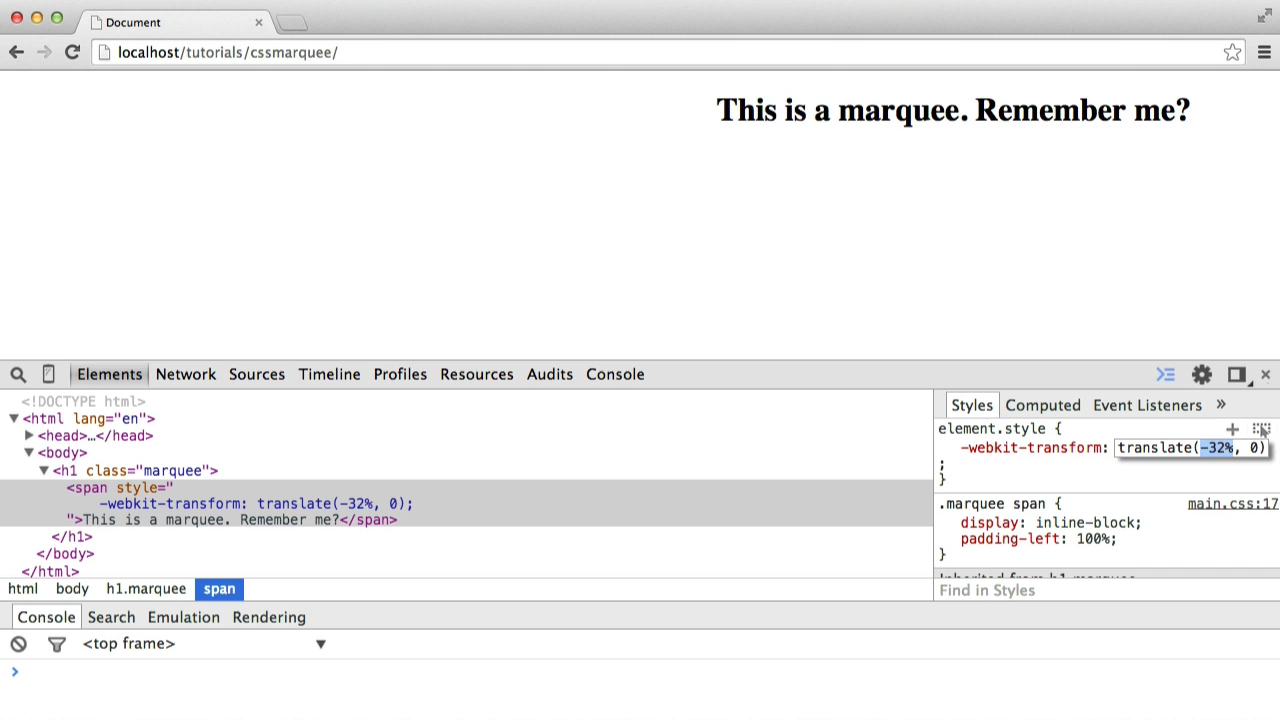 Document
localhost/tutorials/cssmarquee/
This is a marquee. Remember me?
Elements Network Sources Timeline Profiles Resources Audits Console
<!DOCTYPE html>
<html lang="en">
<head>…</head>
<body>
<h1 class="marquee">
<span style="
-webkit-transform: translate(-32%, 0);
">This is a marquee. Remember me?</span>
</h1>
</body>
</html>
html body h1.marquee span
Styles Computed Event Listeners »
element.style {
-webkit-transform: translate(-32%, 0)
;
}
.marquee span { main.css:17
display: inline-block;
padding-left: 100%;
}
Inherited from h1.marquee
Find in Styles
Console Search Emulation Rendering
<top frame>